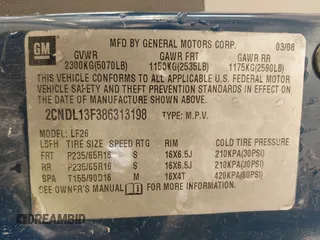 GM
MFD BY GENERAL MOTORS CORP. 03/08
GVWR GAWR FRT GAWR RR
2300KG(5070LB) 1150KG(2535LB) 1175KG(2590LB)
THIS VEHICLE CONFORMS TO ALL APPLICABLE U.S. FEDERAL MOTOR
VEHICLE SAFETY AND THEFT PREVENTION STANDARDS IN EFFECT ON
THE DATE OF MANUFACTURE SHOWN ABOVE.
2CNDL13F386313198 TYPE: M.P.V.
MODEL: LF26
TIRE SIZE SPEED RTG RIM COLD TIRE PRESSURE
FRT P235/65R16 S 16X6.5J 210KPA(30PSI)
RR P235/65R16 S 16X6.5J 210KPA(30PSI)
SPA T155/90D16 M 16X4T 420KPA(60PSI)
SEE OWNER'S MANUAL FOR ADDITIONAL INFORMATION.
DREAMBID